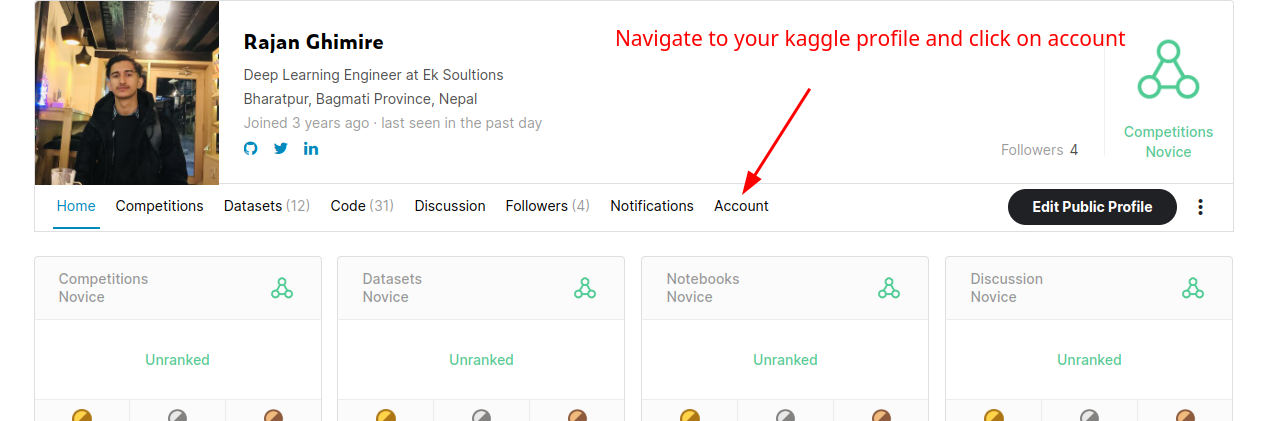 Navigate to your kaggle profile and click on account
Rajan Ghimire
Deep Learning Engineer at Ek Soultions
Bharatpur, Bagmati Province, Nepal
Joined 3 years ago · last seen in the past day
Followers 4
Competitions
Novice
Home Competitions Datasets (12) Code (31) Discussion Followers (4) Notifications Account Edit Public Profile
Competitions
Novice
Unranked
Datasets
Novice
Unranked
Notebooks
Novice
Unranked
Discussion
Novice
Unranked